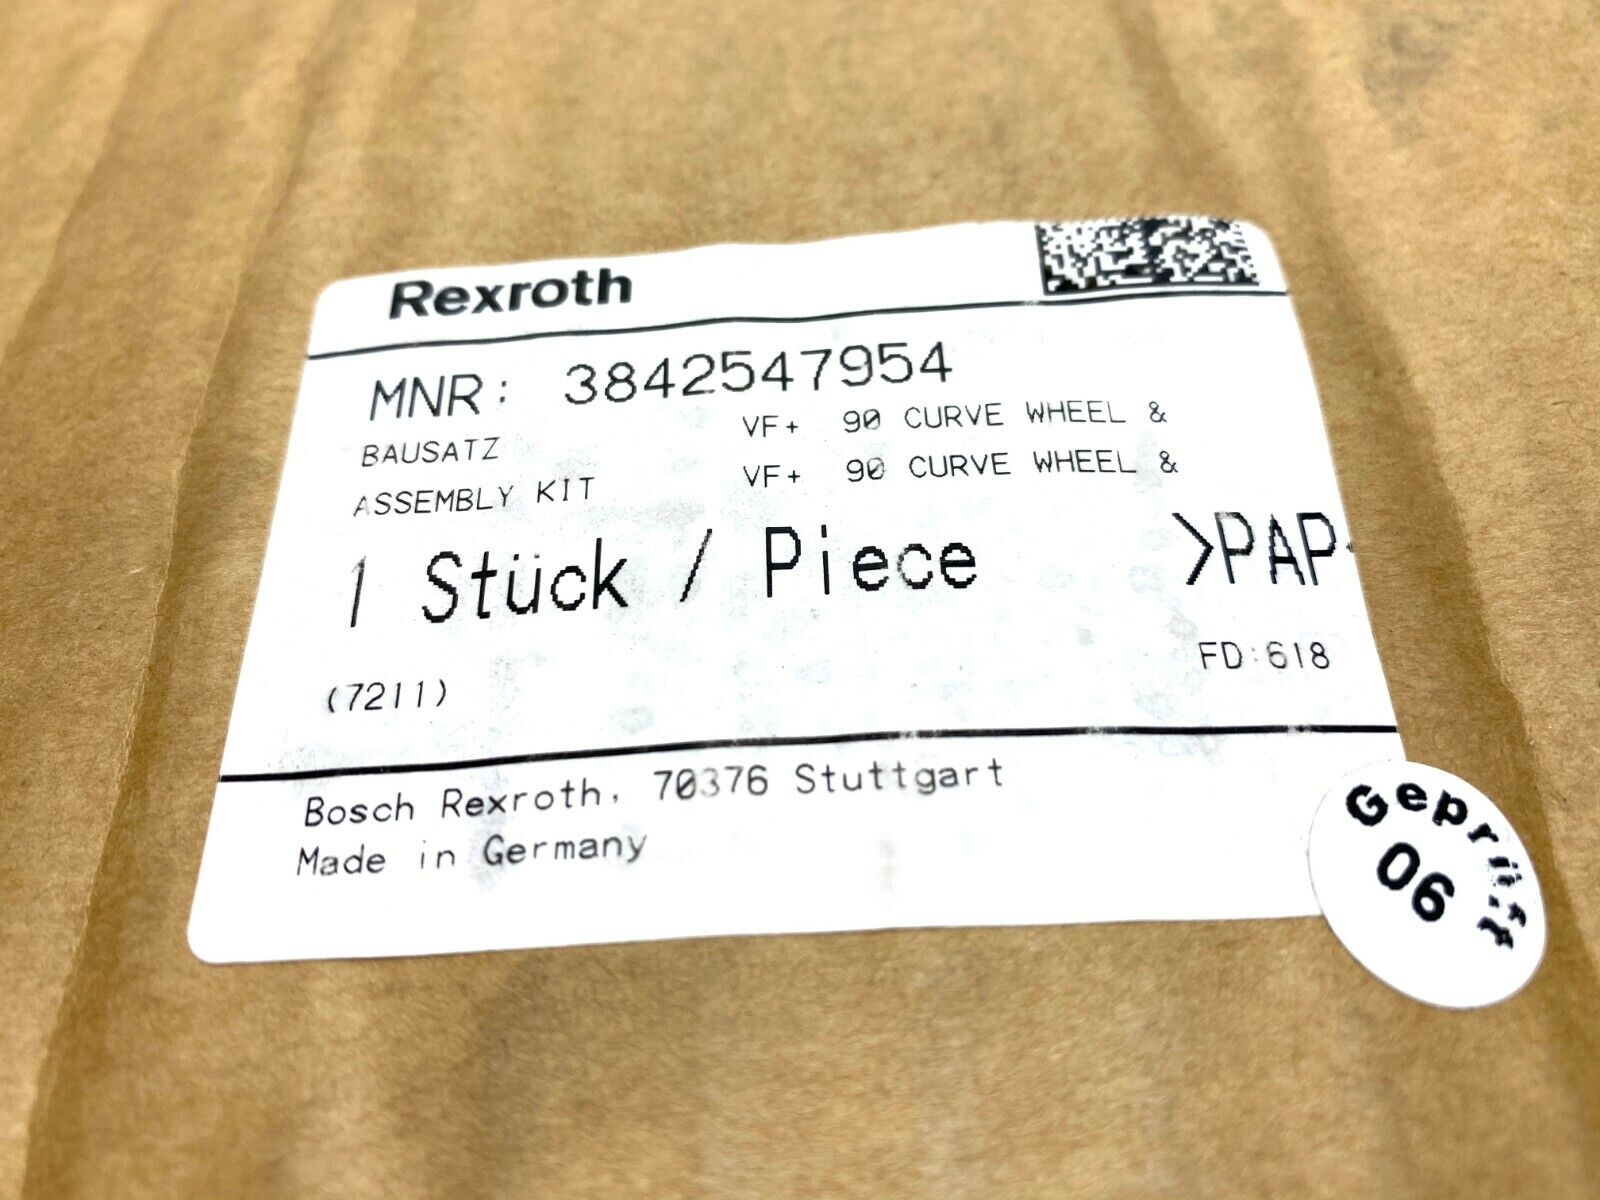 Rexroth
MNR: 3842547954
BAUSATZ VF+ 90 CURVE WHEEL &
ASSEMBLY KIT VF+ 90 CURVE WHEEL &
1 Stück / Piece >PAP<
(7211) FD:618
Bosch Rexroth, 70376 Stuttgart
Made in Germany
Geprüft
06